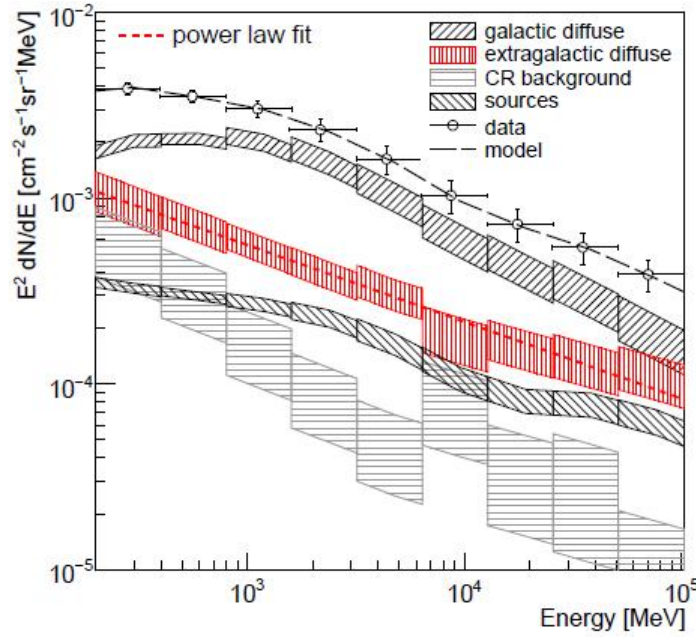 power law fit
galactic diffuse
extragalactic diffuse
CR background
sources
data
model
E² dN/dE [cm⁻²s⁻¹sr⁻¹MeV]
10⁻²
10⁻³
10⁻⁴
10⁻⁵
10³
10⁴
10⁵
Energy [MeV]